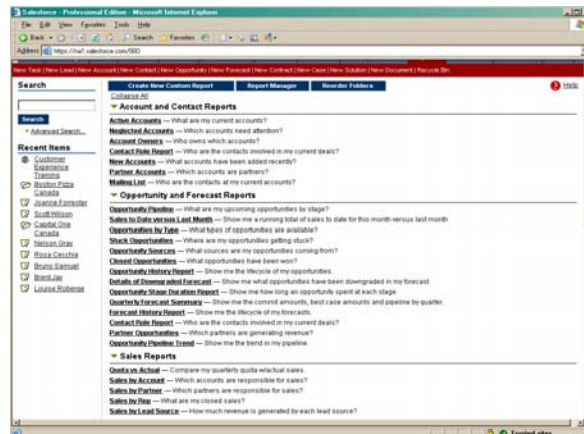 Salesforce - Professional Edition - Microsoft Internet Explorer
File Edit View Favorites Tools Help
Back Search Favorites
Address https://na1.salesforce.com/00O
New Task | New Lead | New Account | New Contact | New Opportunity | New Forecast | New Contract | New Case | New Solution | New Document | Recycle Bin
Search
Search
Advanced Search...
Recent Items
Customer Experience Training
Boston Pizza Canada
Joanne Forrester
Scott Wilson
Capital One Canada
Nelson Gray
Rosa Cecchia
Bruno Samuel
Brent Jay
Louise Roberge
Create New Custom Report Report Manager Reorder Folders
Help
Collapse All
Account and Contact Reports
Active Accounts — What are my current accounts?
Neglected Accounts — Which accounts need attention?
Account Owners — Who owns which accounts?
Contact Role Report — Who are the contacts involved in my current deals?
New Accounts — What accounts have been added recently?
Partner Accounts — Which accounts are partners?
Mailing List — Who are the contacts at my current accounts?
Opportunity and Forecast Reports
Opportunity Pipeline — What are my upcoming opportunities by stage?
Sales to Date versus Last Month — Show me a running total of sales to date for this month versus last month
Opportunities by Type — What types of opportunities are available?
Stuck Opportunities — Where are my opportunities getting stuck?
Opportunity Sources — What sources are my opportunities coming from?
Closed Opportunities — What opportunities have been won?
Opportunity History Report — Show me the lifecycle of my opportunities.
Details of Downgraded Forecast — Show me what opportunities have been downgraded in my forecast.
Opportunity Stage Duration Report — Show me how long an opportunity spent at each stage.
Quarterly Forecast Summary — Show me the commit amounts, best case amounts and pipeline by quarter.
Forecast History Report — Show me the lifecycle of my forecasts.
Contact Role Report — Who are the contacts involved in my current deals?
Partner Opportunities — Which partners are generating revenue?
Opportunity Pipeline Trend — Show me the trend in my pipeline.
Sales Reports
Quota vs Actual — Compare my quarterly quota w/actual sales.
Sales by Account — Which accounts are responsible for sales?
Sales by Partner — Which partners are responsible for sales?
Sales by Rep — What are my closed sales?
Sales by Lead Source — How much revenue is generated by each lead source?
Trusted sites